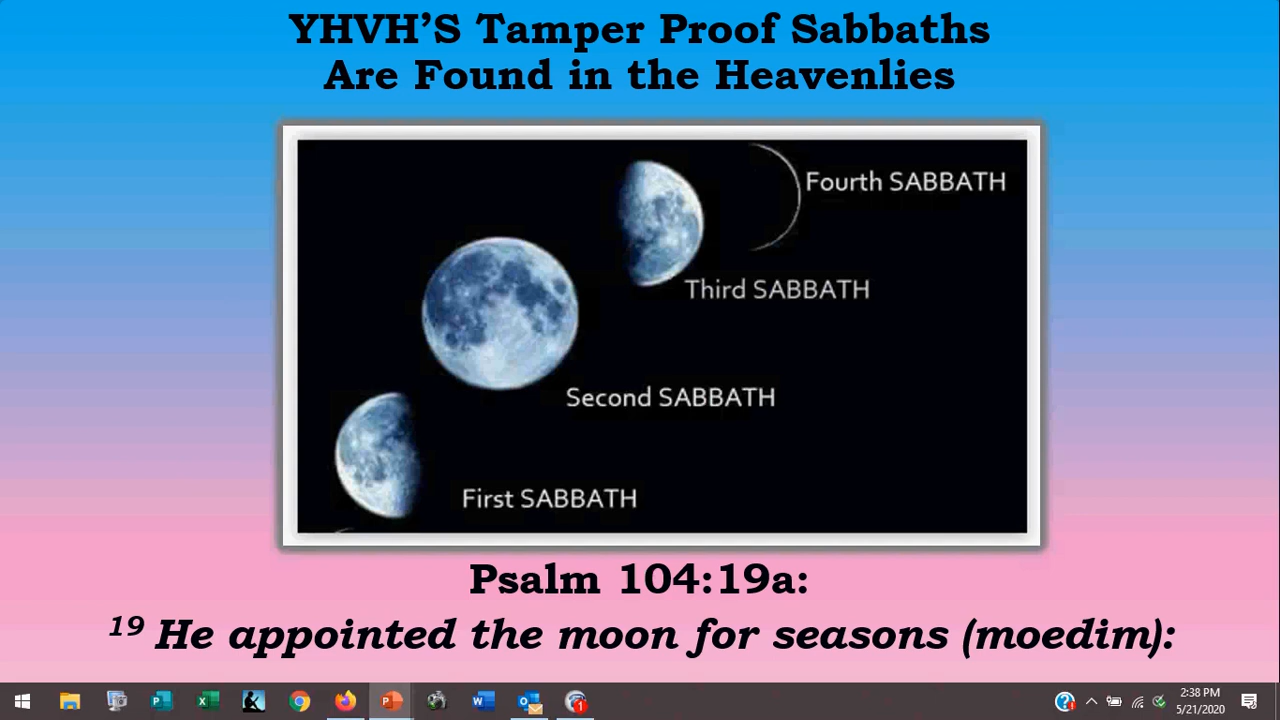 YHVH’S Tamper Proof Sabbaths
Are Found in the Heavenlies
Fourth SABBATH
Third SABBATH
Second SABBATH
First SABBATH
Psalm 104:19a:
19 He appointed the moon for seasons (moedim):
2:38 PM
5/21/2020